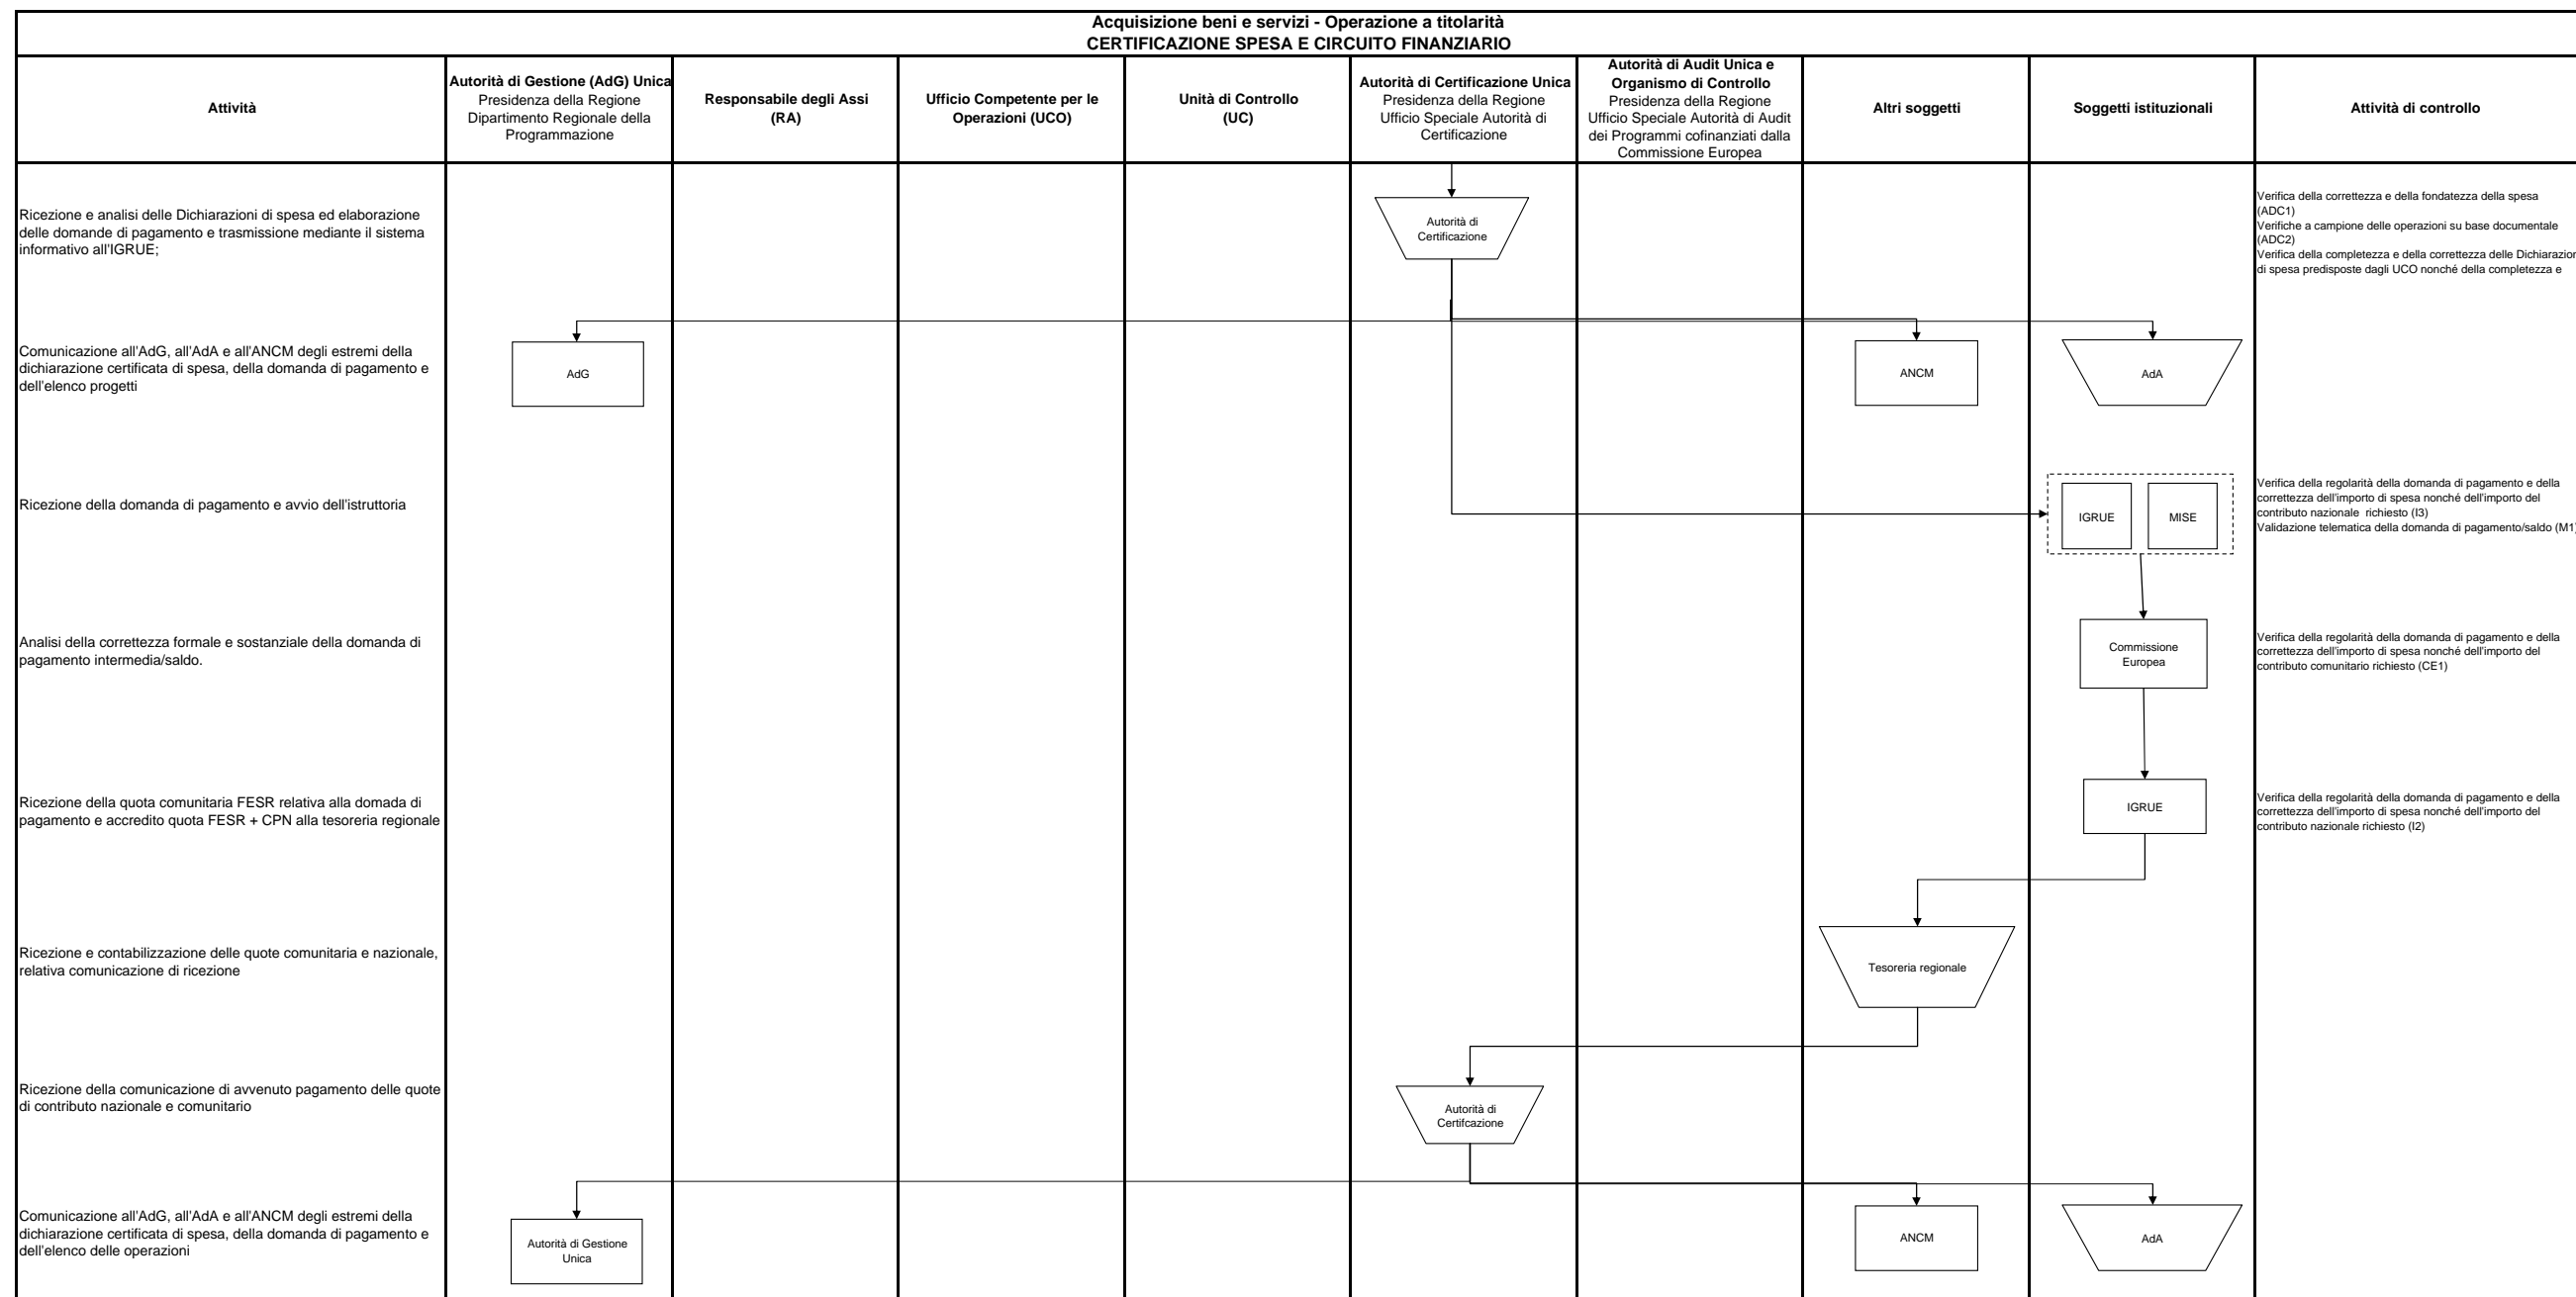 Acquisizione beni e servizi - Operazione a titolarità
CERTIFICAZIONE SPESA E CIRCUITO FINANZIARIO
Attività
Autorità di Gestione (AdG) Unica
Presidenza della Regione
Dipartimento Regionale della
Programmazione
Responsabile degli Assi
(RA)
Ufficio Competente per le
Operazioni (UCO)
Unità di Controllo
(UC)
Autorità di Certificazione Unica
Presidenza della Regione
Ufficio Speciale Autorità di
Certificazione
Autorità di Audit Unica e
Organismo di Controllo
Presidenza della Regione
Ufficio Speciale Autorità di Audit
dei Programmi cofinanziati dalla
Commissione Europea
Altri soggetti
Soggetti istituzionali
Attività di controllo
Ricezione e analisi delle Dichiarazioni di spesa ed elaborazione
delle domande di pagamento e trasmissione mediante il sistema
informativo all'IGRUE;
Autorità di
Certificazione
Verifica della correttezza e della fondatezza della spesa
(ADC1)
Verifiche a campione delle operazioni su base documentale
(ADC2)
Verifica della completezza e della correttezza delle Dichiarazion
di spesa predisposte dagli UCO nonché della completezza e
Comunicazione all'AdG, all'AdA e all'ANCM degli estremi della
dichiarazione certificata di spesa, della domanda di pagamento e
dell'elenco progetti
AdG
ANCM
AdA
Ricezione della domanda di pagamento e avvio dell'istruttoria
IGRUE
MISE
Verifica della regolarità della domanda di pagamento e della
correttezza dell'importo di spesa nonché dell'importo del
contributo nazionale richiesto (I3)
Validazione telematica della domanda di pagamento/saldo (M1)
Analisi della correttezza formale e sostanziale della domanda di
pagamento intermedia/saldo.
Commissione
Europea
Verifica della regolarità della domanda di pagamento e della
correttezza dell'importo di spesa nonché dell'importo del
contributo comunitario richiesto (CE1)
Ricezione della quota comunitaria FESR relativa alla domada di
pagamento e accredito quota FESR + CPN alla tesoreria regionale
IGRUE
Verifica della regolarità della domanda di pagamento e della
correttezza dell'importo di spesa nonché dell'importo del
contributo nazionale richiesto (I2)
Ricezione e contabilizzazione delle quote comunitaria e nazionale,
relativa comunicazione di ricezione
Tesoreria regionale
Ricezione della comunicazione di avvenuto pagamento delle quote
di contributo nazionale e comunitario
Autorità di
Certifcazione
Comunicazione all'AdG, all'AdA e all'ANCM degli estremi della
dichiarazione certificata di spesa, della domanda di pagamento e
dell'elenco delle operazioni
Autorità di Gestione
Unica
ANCM
AdA